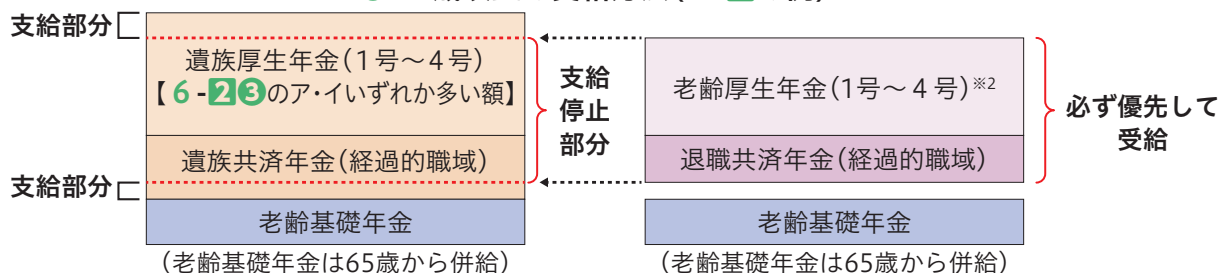 支給部分
遺族厚生年金(1号～4号)
【6-2❸のア・イいずれか多い額】
遺族共済年金(経過的職域)
支給部分
老齢基礎年金
(老齢基礎年金は65歳から併給)
支給
停止
部分
老齢厚生年金(1号～4号)※2
退職共済年金(経過的職域)
老齢基礎年金
(老齢基礎年金は65歳から併給)
必ず優先して
受給